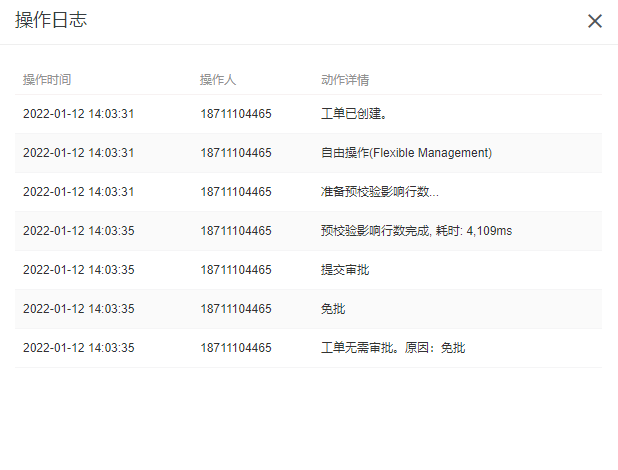 操作日志
操作时间 操作人 动作详情
2022-01-12 14:03:31 18711104465 工单已创建。
2022-01-12 14:03:31 18711104465 自由操作(Flexible Management)
2022-01-12 14:03:31 18711104465 准备预校验影响行数...
2022-01-12 14:03:35 18711104465 预校验影响行数完成, 耗时: 4,109ms
2022-01-12 14:03:35 18711104465 提交审批
2022-01-12 14:03:35 18711104465 免批
2022-01-12 14:03:35 18711104465 工单无需审批。原因：免批